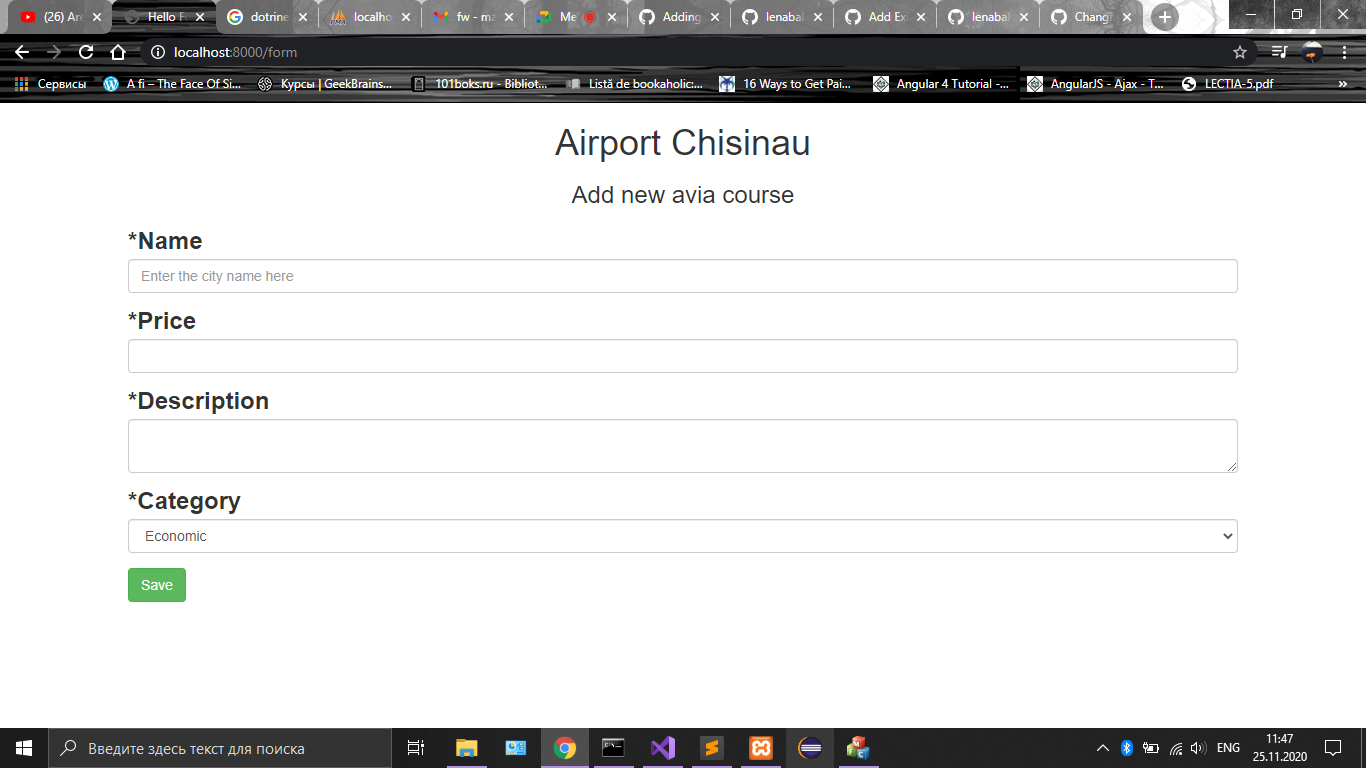 (26) Are
Hello F
dotrine
localho
fw - ma
Me
Adding
lenabal
Add Ex
lenabal
Chang
localhost:8000/form
Сервисы
A fi – The Face Of Si...
Курсы | GeekBrains...
101boks.ru - Bibliot...
Listă de bookaholic:...
16 Ways to Get Pai...
Angular 4 Tutorial -...
AngularJS - Ajax - T...
LECTIA-5.pdf
»
Airport Chisinau
Add new avia course
*Name
Enter the city name here
*Price
*Description
*Category
Economic
Save
Введите здесь текст для поиска
ENG
11:47
25.11.2020